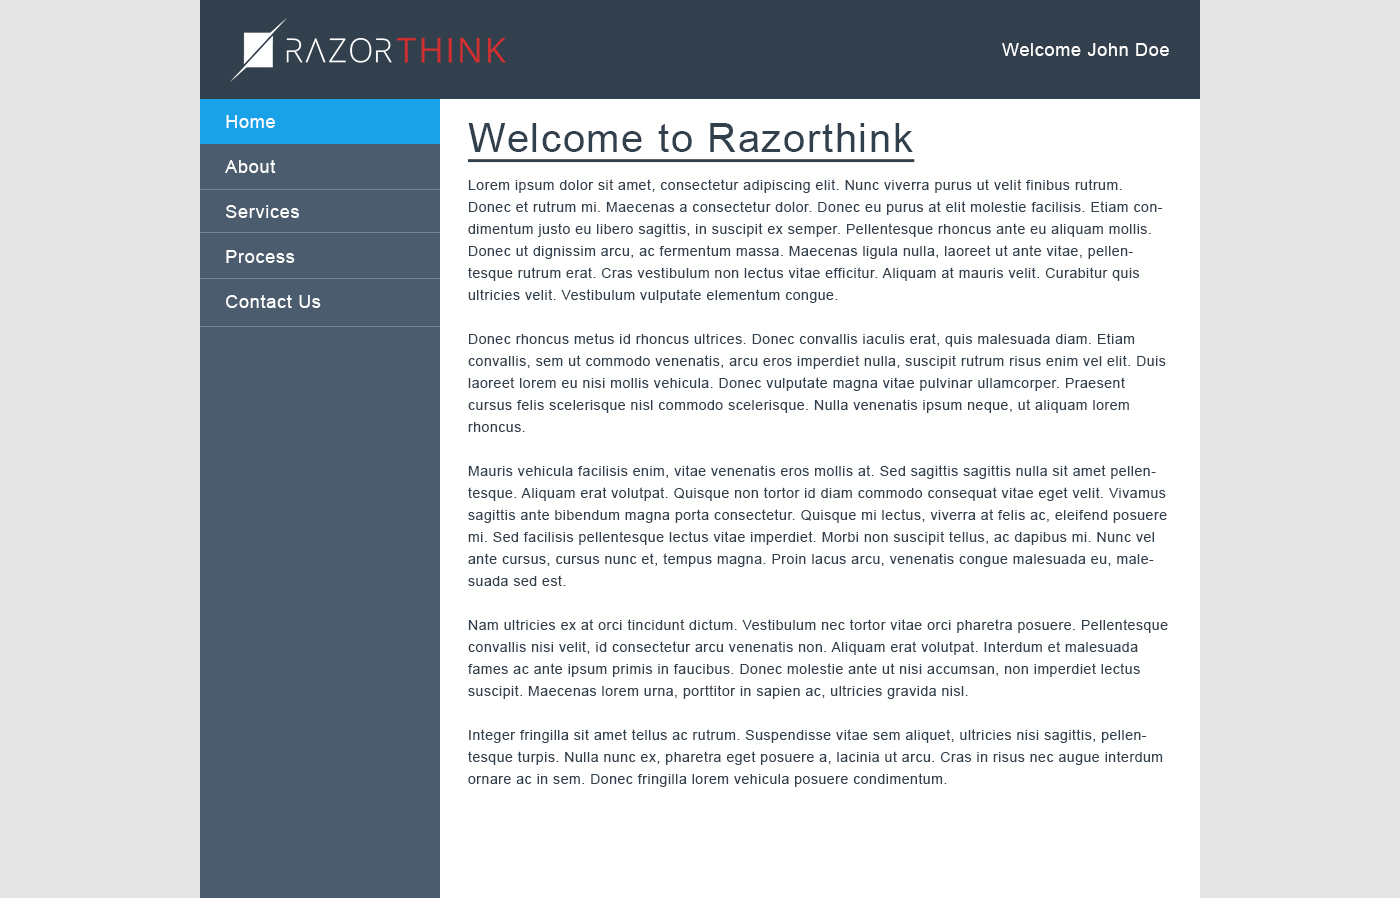 RAZORTHINK
Welcome John Doe
Home
About
Services
Process
Contact Us
Welcome to Razorthink
Lorem ipsum dolor sit amet, consectetur adipiscing elit. Nunc viverra purus ut velit finibus rutrum.
Donec et rutrum mi. Maecenas a consectetur dolor. Donec eu purus at elit molestie facilisis. Etiam con-
dimentum justo eu libero sagittis, in suscipit ex semper. Pellentesque rhoncus ante eu aliquam mollis.
Donec ut dignissim arcu, ac fermentum massa. Maecenas ligula nulla, laoreet ut ante vitae, pellen-
tesque rutrum erat. Cras vestibulum non lectus vitae efficitur. Aliquam at mauris velit. Curabitur quis
ultricies velit. Vestibulum vulputate elementum congue.
Donec rhoncus metus id rhoncus ultrices. Donec convallis iaculis erat, quis malesuada diam. Etiam
convallis, sem ut commodo venenatis, arcu eros imperdiet nulla, suscipit rutrum risus enim vel elit. Duis
laoreet lorem eu nisi mollis vehicula. Donec vulputate magna vitae pulvinar ullamcorper. Praesent
cursus felis scelerisque nisl commodo scelerisque. Nulla venenatis ipsum neque, ut aliquam lorem
rhoncus.
Mauris vehicula facilisis enim, vitae venenatis eros mollis at. Sed sagittis sagittis nulla sit amet pellen-
tesque. Aliquam erat volutpat. Quisque non tortor id diam commodo consequat vitae eget velit. Vivamus
sagittis ante bibendum magna porta consectetur. Quisque mi lectus, viverra at felis ac, eleifend posuere
mi. Sed facilisis pellentesque lectus vitae imperdiet. Morbi non suscipit tellus, ac dapibus mi. Nunc vel
ante cursus, cursus nunc et, tempus magna. Proin lacus arcu, venenatis congue malesuada eu, male-
suada sed est.
Nam ultricies ex at orci tincidunt dictum. Vestibulum nec tortor vitae orci pharetra posuere. Pellentesque
convallis nisi velit, id consectetur arcu venenatis non. Aliquam erat volutpat. Interdum et malesuada
fames ac ante ipsum primis in faucibus. Donec molestie ante ut nisi accumsan, non imperdiet lectus
suscipit. Maecenas lorem urna, porttitor in sapien ac, ultricies gravida nisl.
Integer fringilla sit amet tellus ac rutrum. Suspendisse vitae sem aliquet, ultricies nisi sagittis, pellen-
tesque turpis. Nulla nunc ex, pharetra eget posuere a, lacinia ut arcu. Cras in risus nec augue interdum
ornare ac in sem. Donec fringilla lorem vehicula posuere condimentum.